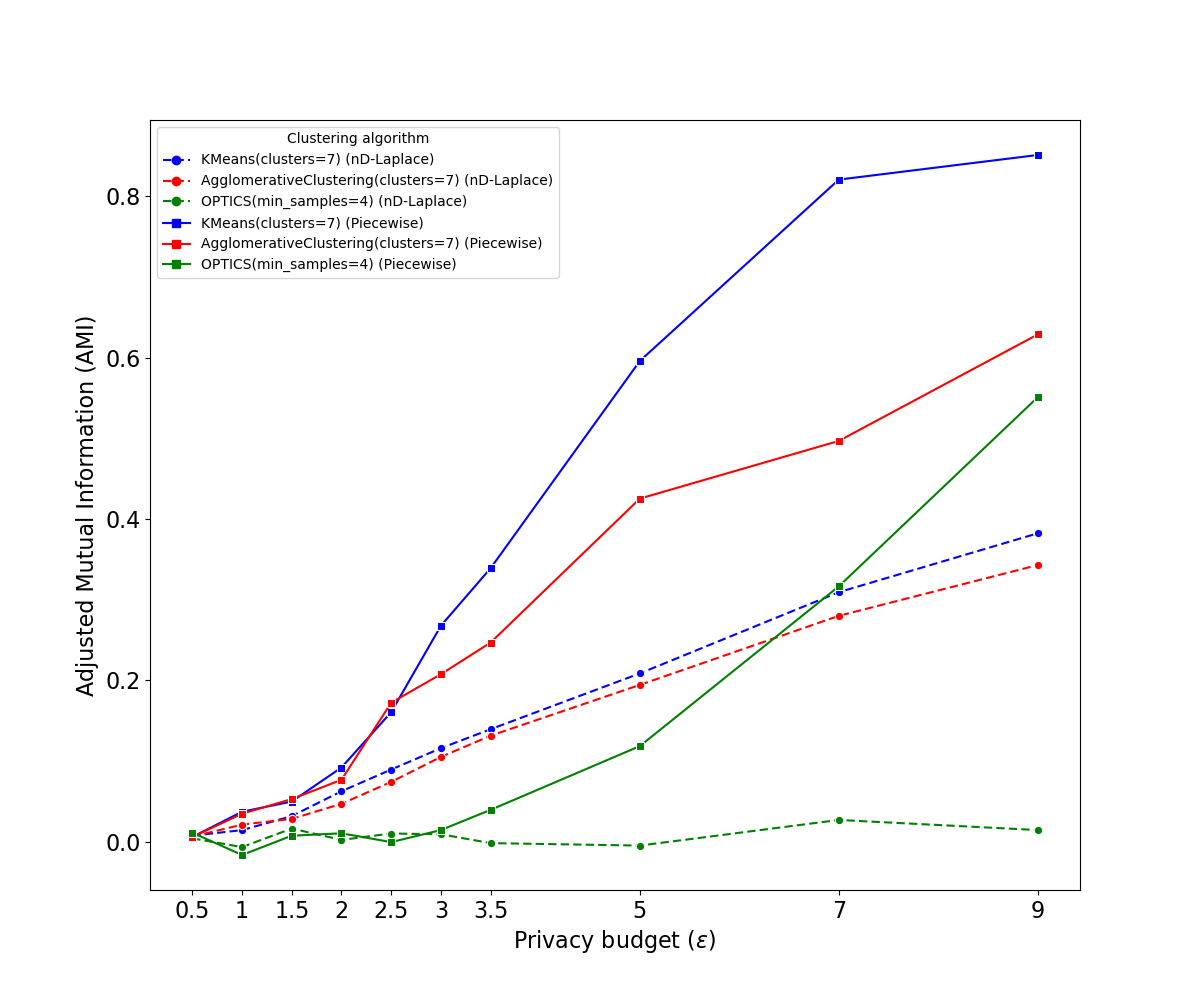 Clustering algorithm
KMeans(clusters=7) (nD-Laplace)
AgglomerativeClustering(clusters=7) (nD-Laplace)
OPTICS(min_samples=4) (nD-Laplace)
KMeans(clusters=7) (Piecewise)
AgglomerativeClustering(clusters=7) (Piecewise)
OPTICS(min_samples=4) (Piecewise)
Adjusted Mutual Information (AMI)
0.8
0.6
0.4
0.2
0.0
0.5 1 1.5 2 2.5 3 3.5 5 7 9
Privacy budget (ε)